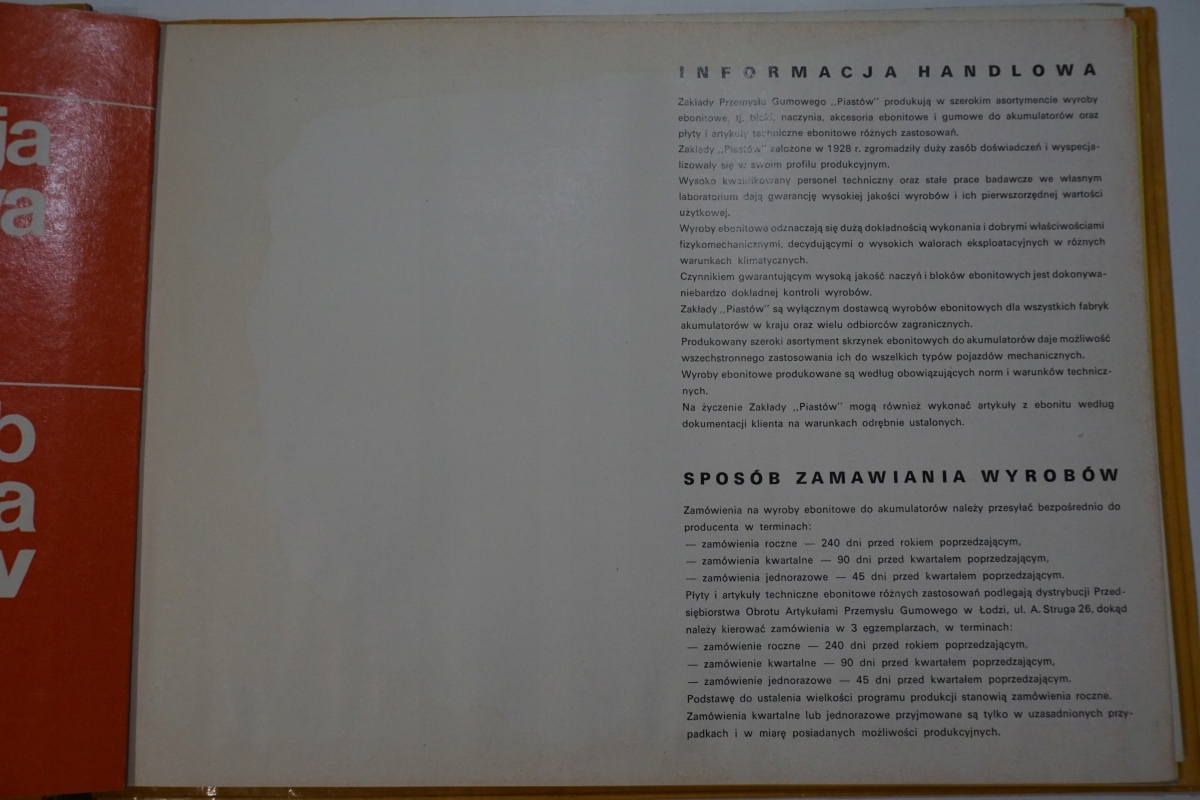 ja
wa
b
a
w
INFORMACJA HANDLOWA
Zakłady Przemysłu Gumowego „Piastów" produkują w szerokim asortymencie wyroby
ebonitowe, tj. bloki, naczynia, akcesoria ebonitowe i gumowe do akumulatorów oraz
płyty i artykuły techniczne ebonitowe różnych zastosowań.
Zakłady „Piastów" założone w 1928 r. zgromadziły duży zasób doświadczeń i wyspecja-
lizowały się w swoim profilu produkcyjnym.
Wysoko kwalifikowany personel techniczny oraz stałe prace badawcze we własnym
laboratorium dają gwarancję wysokiej jakości wyrobów i ich pierwszorzędnej wartości
użytkowej.
Wyroby ebonitowe odznaczają się dużą dokładnością wykonania i dobrymi właściwościami
fizykomechanicznymi, decydującymi o wysokich walorach eksploatacyjnych w różnych
warunkach klimatycznych.
Czynnikiem gwarantującym wysoką jakość naczyń i bloków ebonitowych jest dokonywa-
niebardzo dokładnej kontroli wyrobów.
Zakłady „Piastów" są wyłącznym dostawcą wyrobów ebonitowych dla wszystkich fabryk
akumulatorów w kraju oraz wielu odbiorców zagranicznych.
Produkowany szeroki asortyment skrzynek ebonitowych do akumulatorów daje możliwość
wszechstronnego zastosowania ich do wszelkich typów pojazdów mechanicznych.
Wyroby ebonitowe produkowane są według obowiązujących norm i warunków technicz-
nych.
Na życzenie Zakłady „Piastów" mogą również wykonać artykuły z ebonitu według
dokumentacji klienta na warunkach odrębnie ustalonych.
SPOSÓB ZAMAWIANIA WYROBÓW
Zamówienia na wyroby ebonitowe do akumulatorów należy przesyłać bezpośrednio do
producenta w terminach:
— zamówienia roczne — 240 dni przed rokiem poprzedzającym,
— zamówienia kwartalne — 90 dni przed kwartałem poprzedzającym,
— zamówienia jednorazowe — 45 dni przed kwartałem poprzedzającym.
Płyty i artykuły techniczne ebonitowe różnych zastosowań podlegają dystrybucji Przed-
siębiorstwa Obrotu Artykułami Przemysłu Gumowego w Łodzi, ul. A. Struga 26, dokąd
należy kierować zamówienia w 3 egzemplarzach, w terminach:
— zamówienie roczne — 240 dni przed rokiem poprzedzającym,
— zamówienie kwartalne — 90 dni przed kwartałem poprzedzającym,
— zamówienie jednorazowe — 45 dni przed kwartałem poprzedzającym.
Podstawę do ustalenia wielkości programu produkcji stanowią zamówienia roczne.
Zamówienia kwartalne lub jednorazowe przyjmowane są tylko w uzasadnionych przy-
padkach i w miarę posiadanych możliwości produkcyjnych.